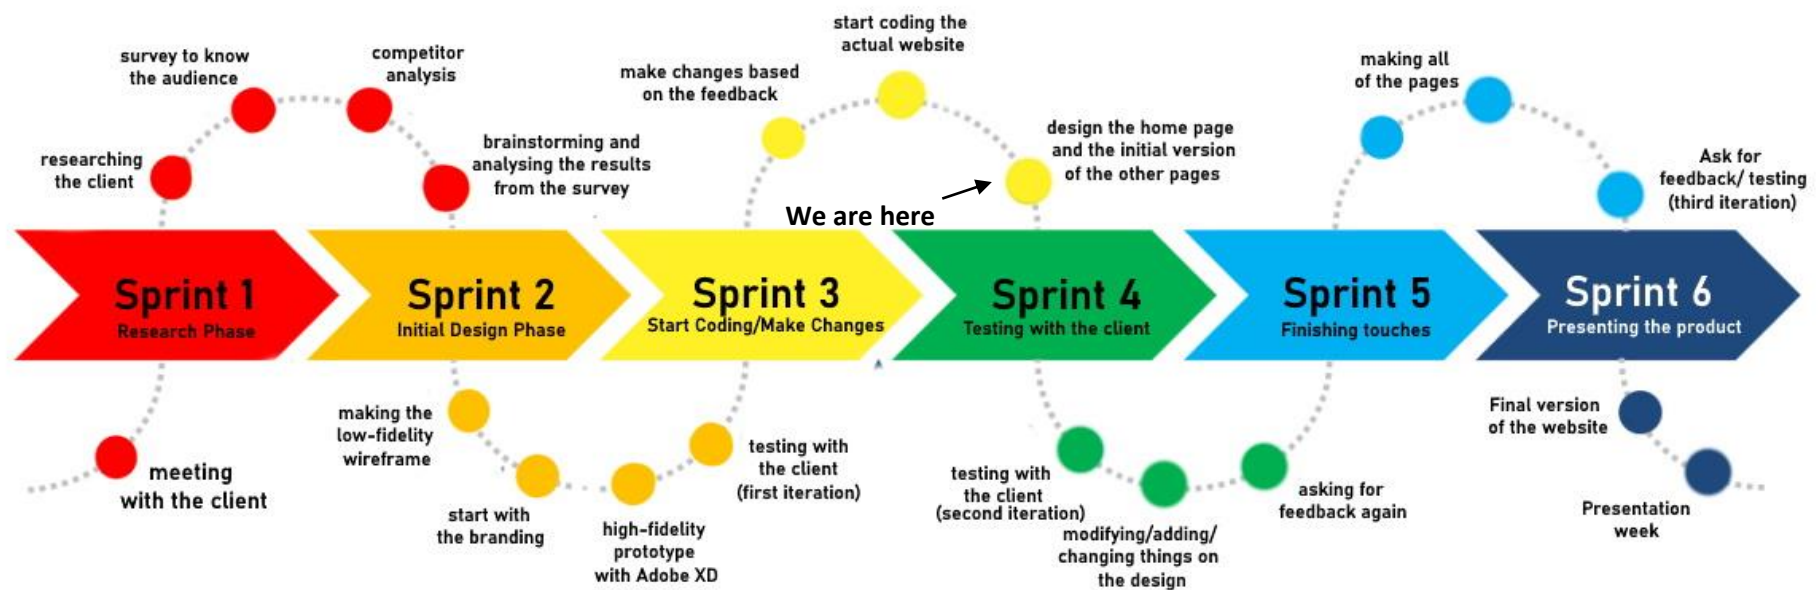 meeting
with the client
researching
the client
survey to know
the audience
competitor
analysis
brainstorming and
analysing the results
from the survey
Sprint 1
Research Phase
Sprint 2
Initial Design Phase
making the
low-fidelity
wireframe
start with
the branding
high-fidelity
prototype
with Adobe XD
testing with
the client
(first iteration)
Sprint 3
Start Coding/Make Changes
make changes based
on the feedback
start coding the
actual website
design the home page
and the initial version
of the other pages
We are here
Sprint 4
Testing with the client
testing with
the client
(second iteration)
modifying/adding/
changing things on
the design
asking for
feedback again
Sprint 5
Finishing touches
making all
of the pages
Ask for
feedback/ testing
(third iteration)
Sprint 6
Presenting the product
Final version
of the website
Presentation
week